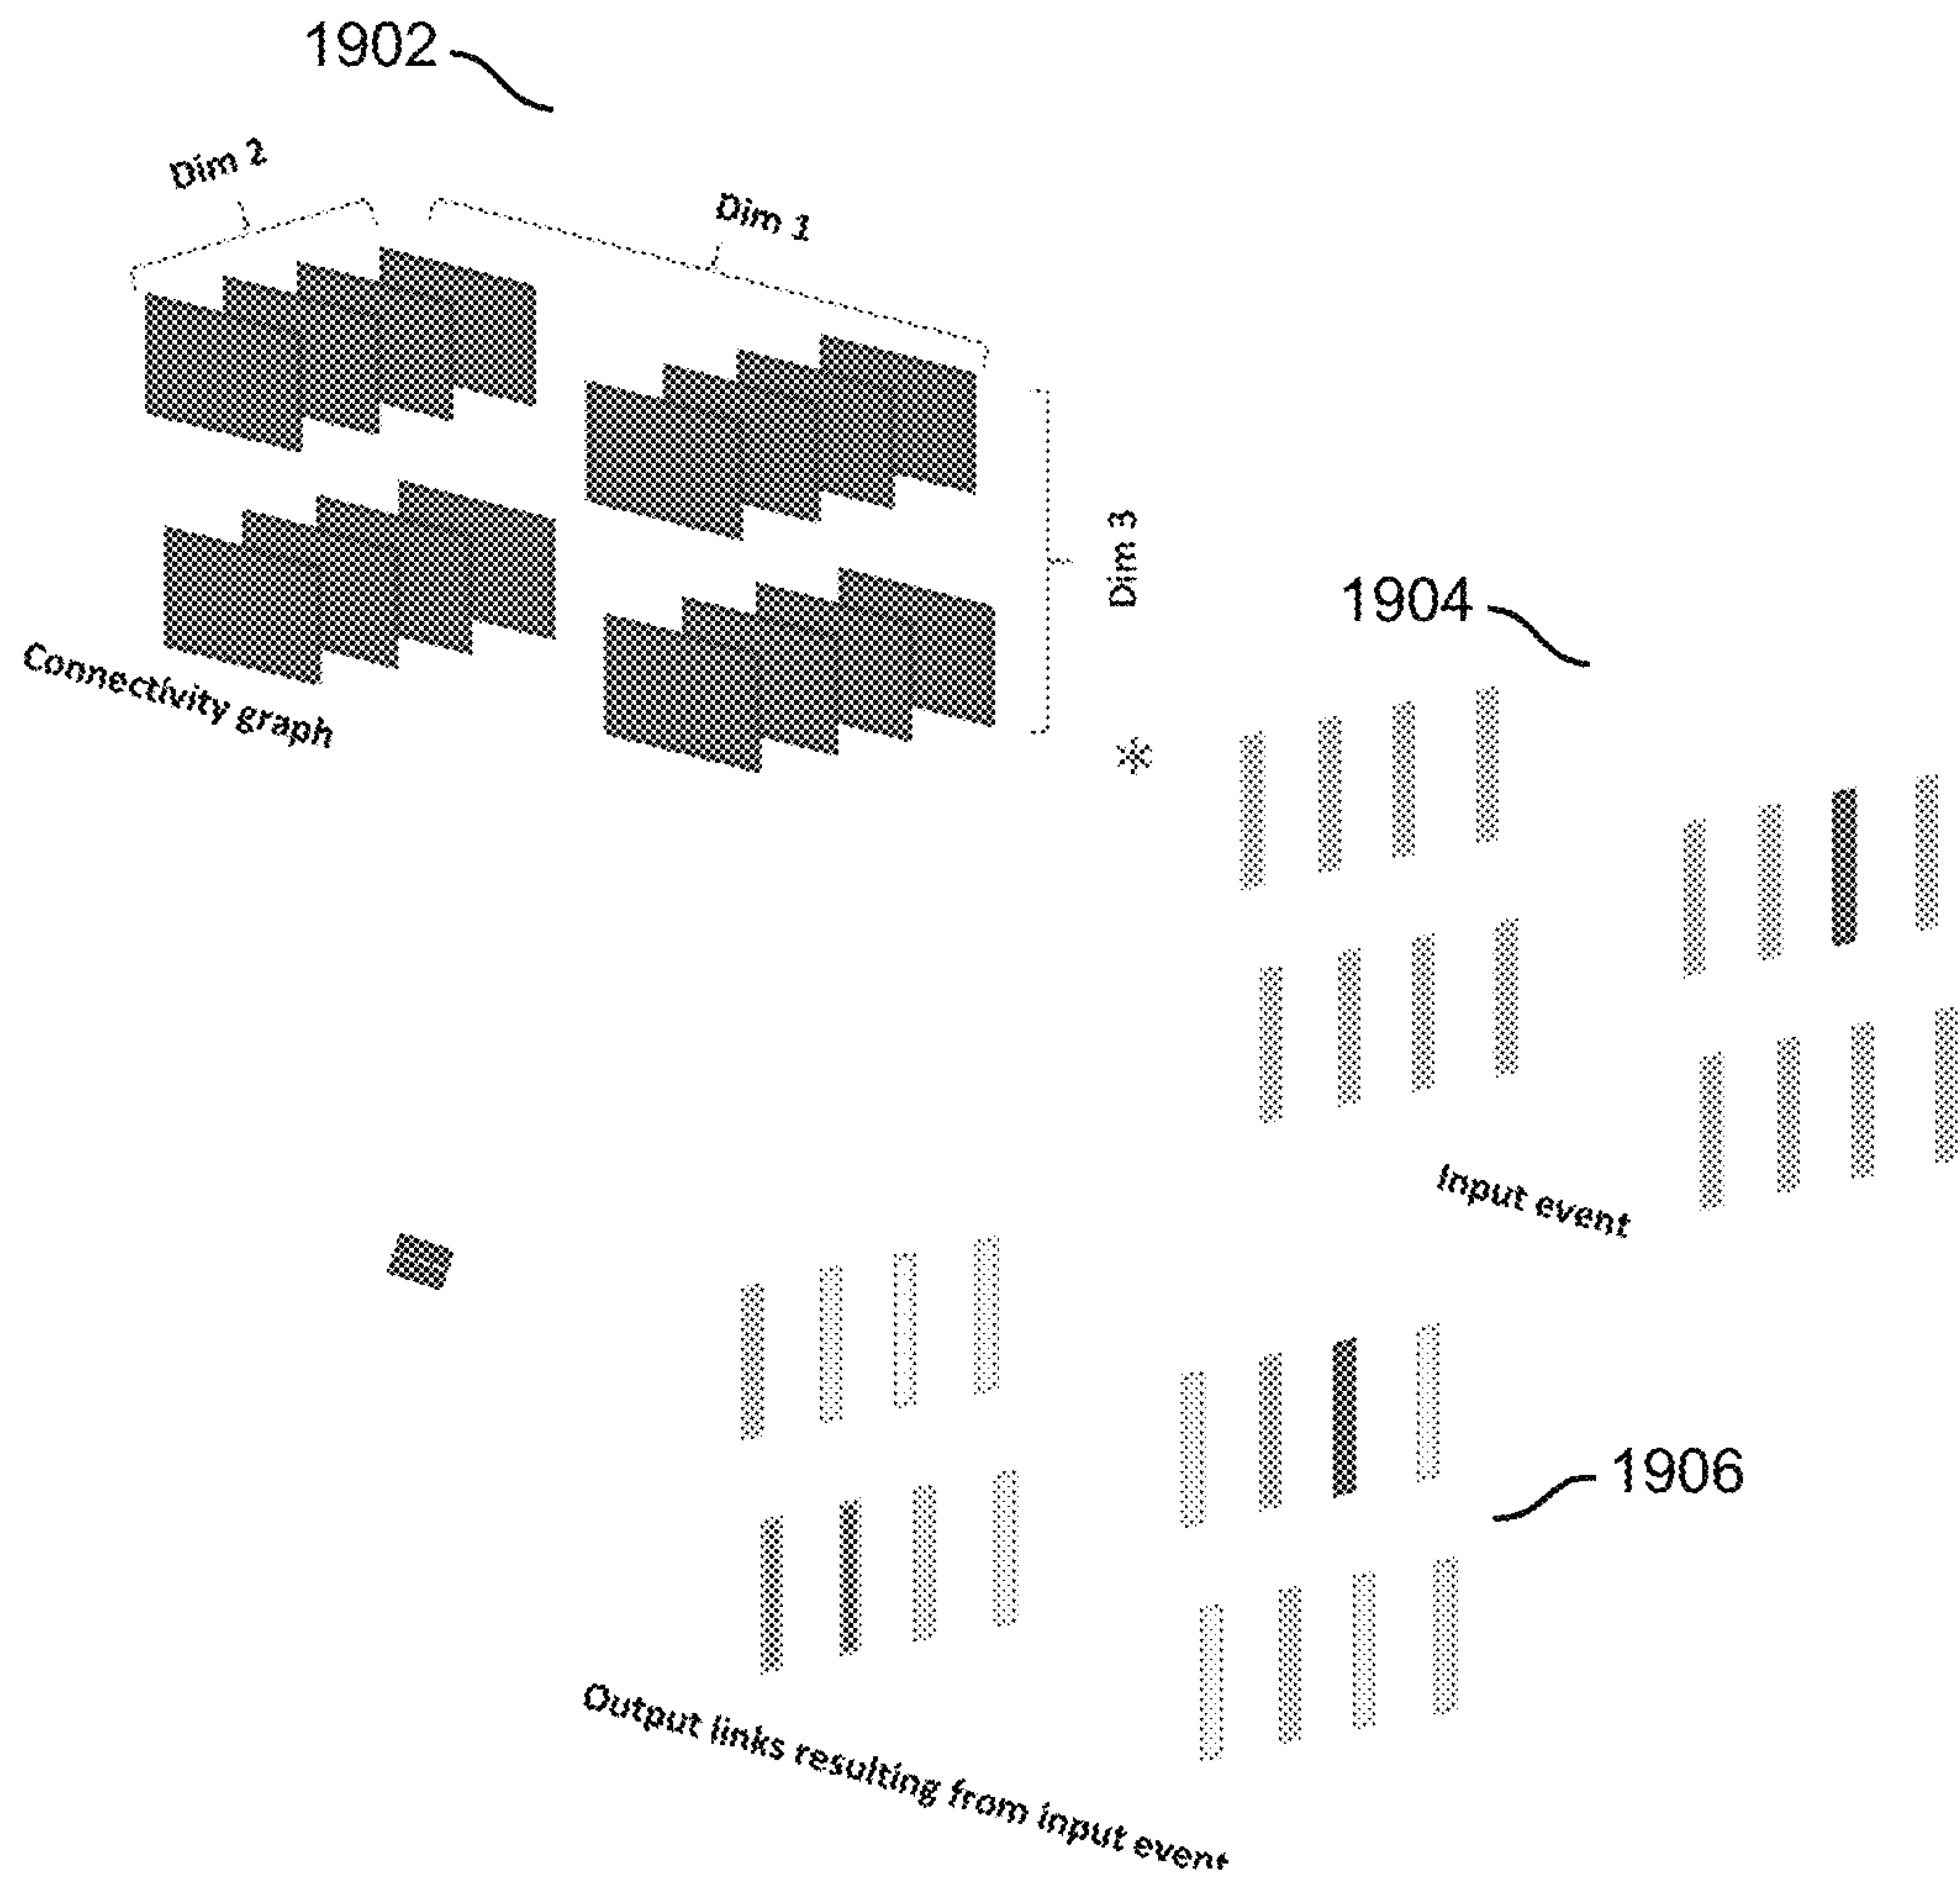 1902
Dim 2
Dim 1
Dim 3
Connectivity graph
*
1904
Input event
1906
Output links resulting from input event